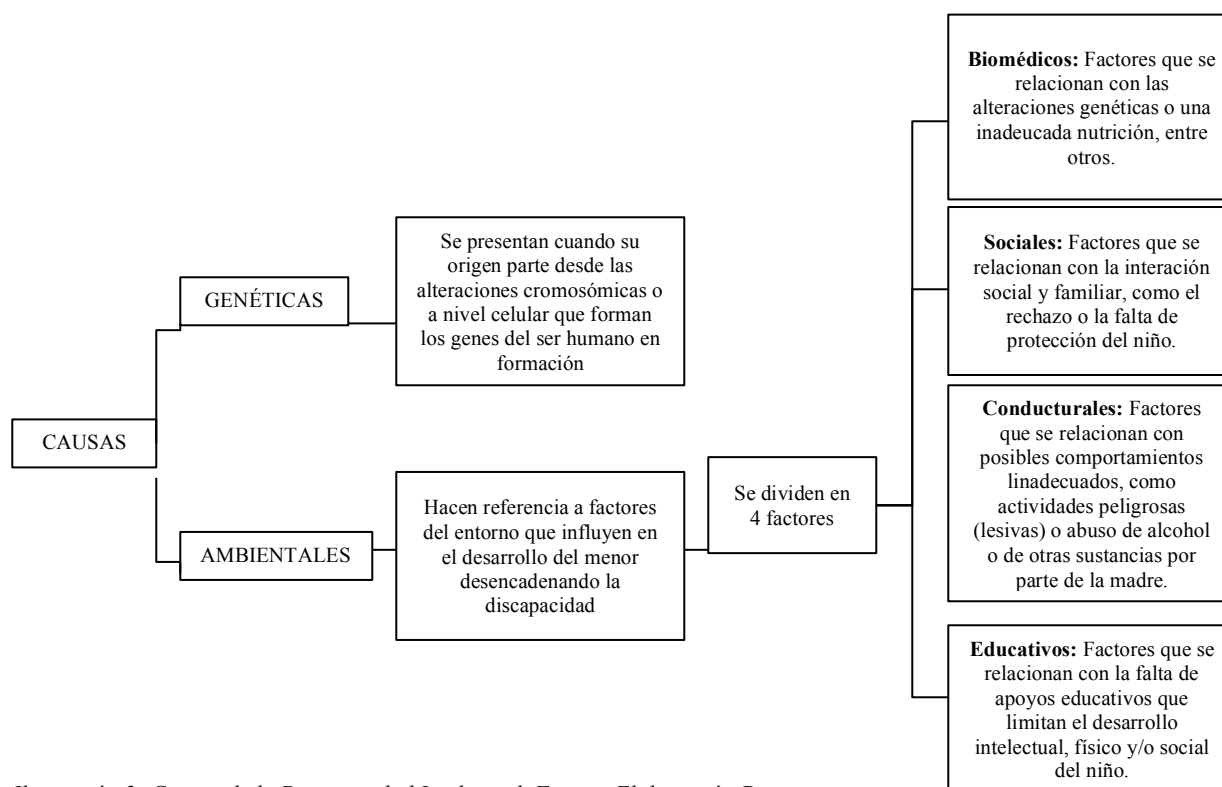 CAUSAS
GENÉTICAS
Se presentan cuando su
origen parte desde las
alteraciones cromosómicas o
a nivel celular que forman
los genes del ser humano en
formación
AMBIENTALES
Hacen referencia a factores
del entorno que influyen en
el desarrollo del menor
desencadenando la
discapacidad
Se dividen en
4 factores
Biomédicos: Factores que se
relacionan con las
alteraciones genéticas o una
inadeucada nutrición, entre
otros.
Sociales: Factores que se
relacionan con la interación
social y familiar, como el
rechazo o la falta de
protección del niño.
Conducturales: Factores
que se relacionan con
posibles comportamientos
linadecuados, como
actividades peligrosas
(lesivas) o abuso de alcohol
o de otras sustancias por
parte de la madre.
Educativos: Factores que se
relacionan con la falta de
apoyos educativos que
limitan el desarrollo
intelectual, físico y/o social
del niño.